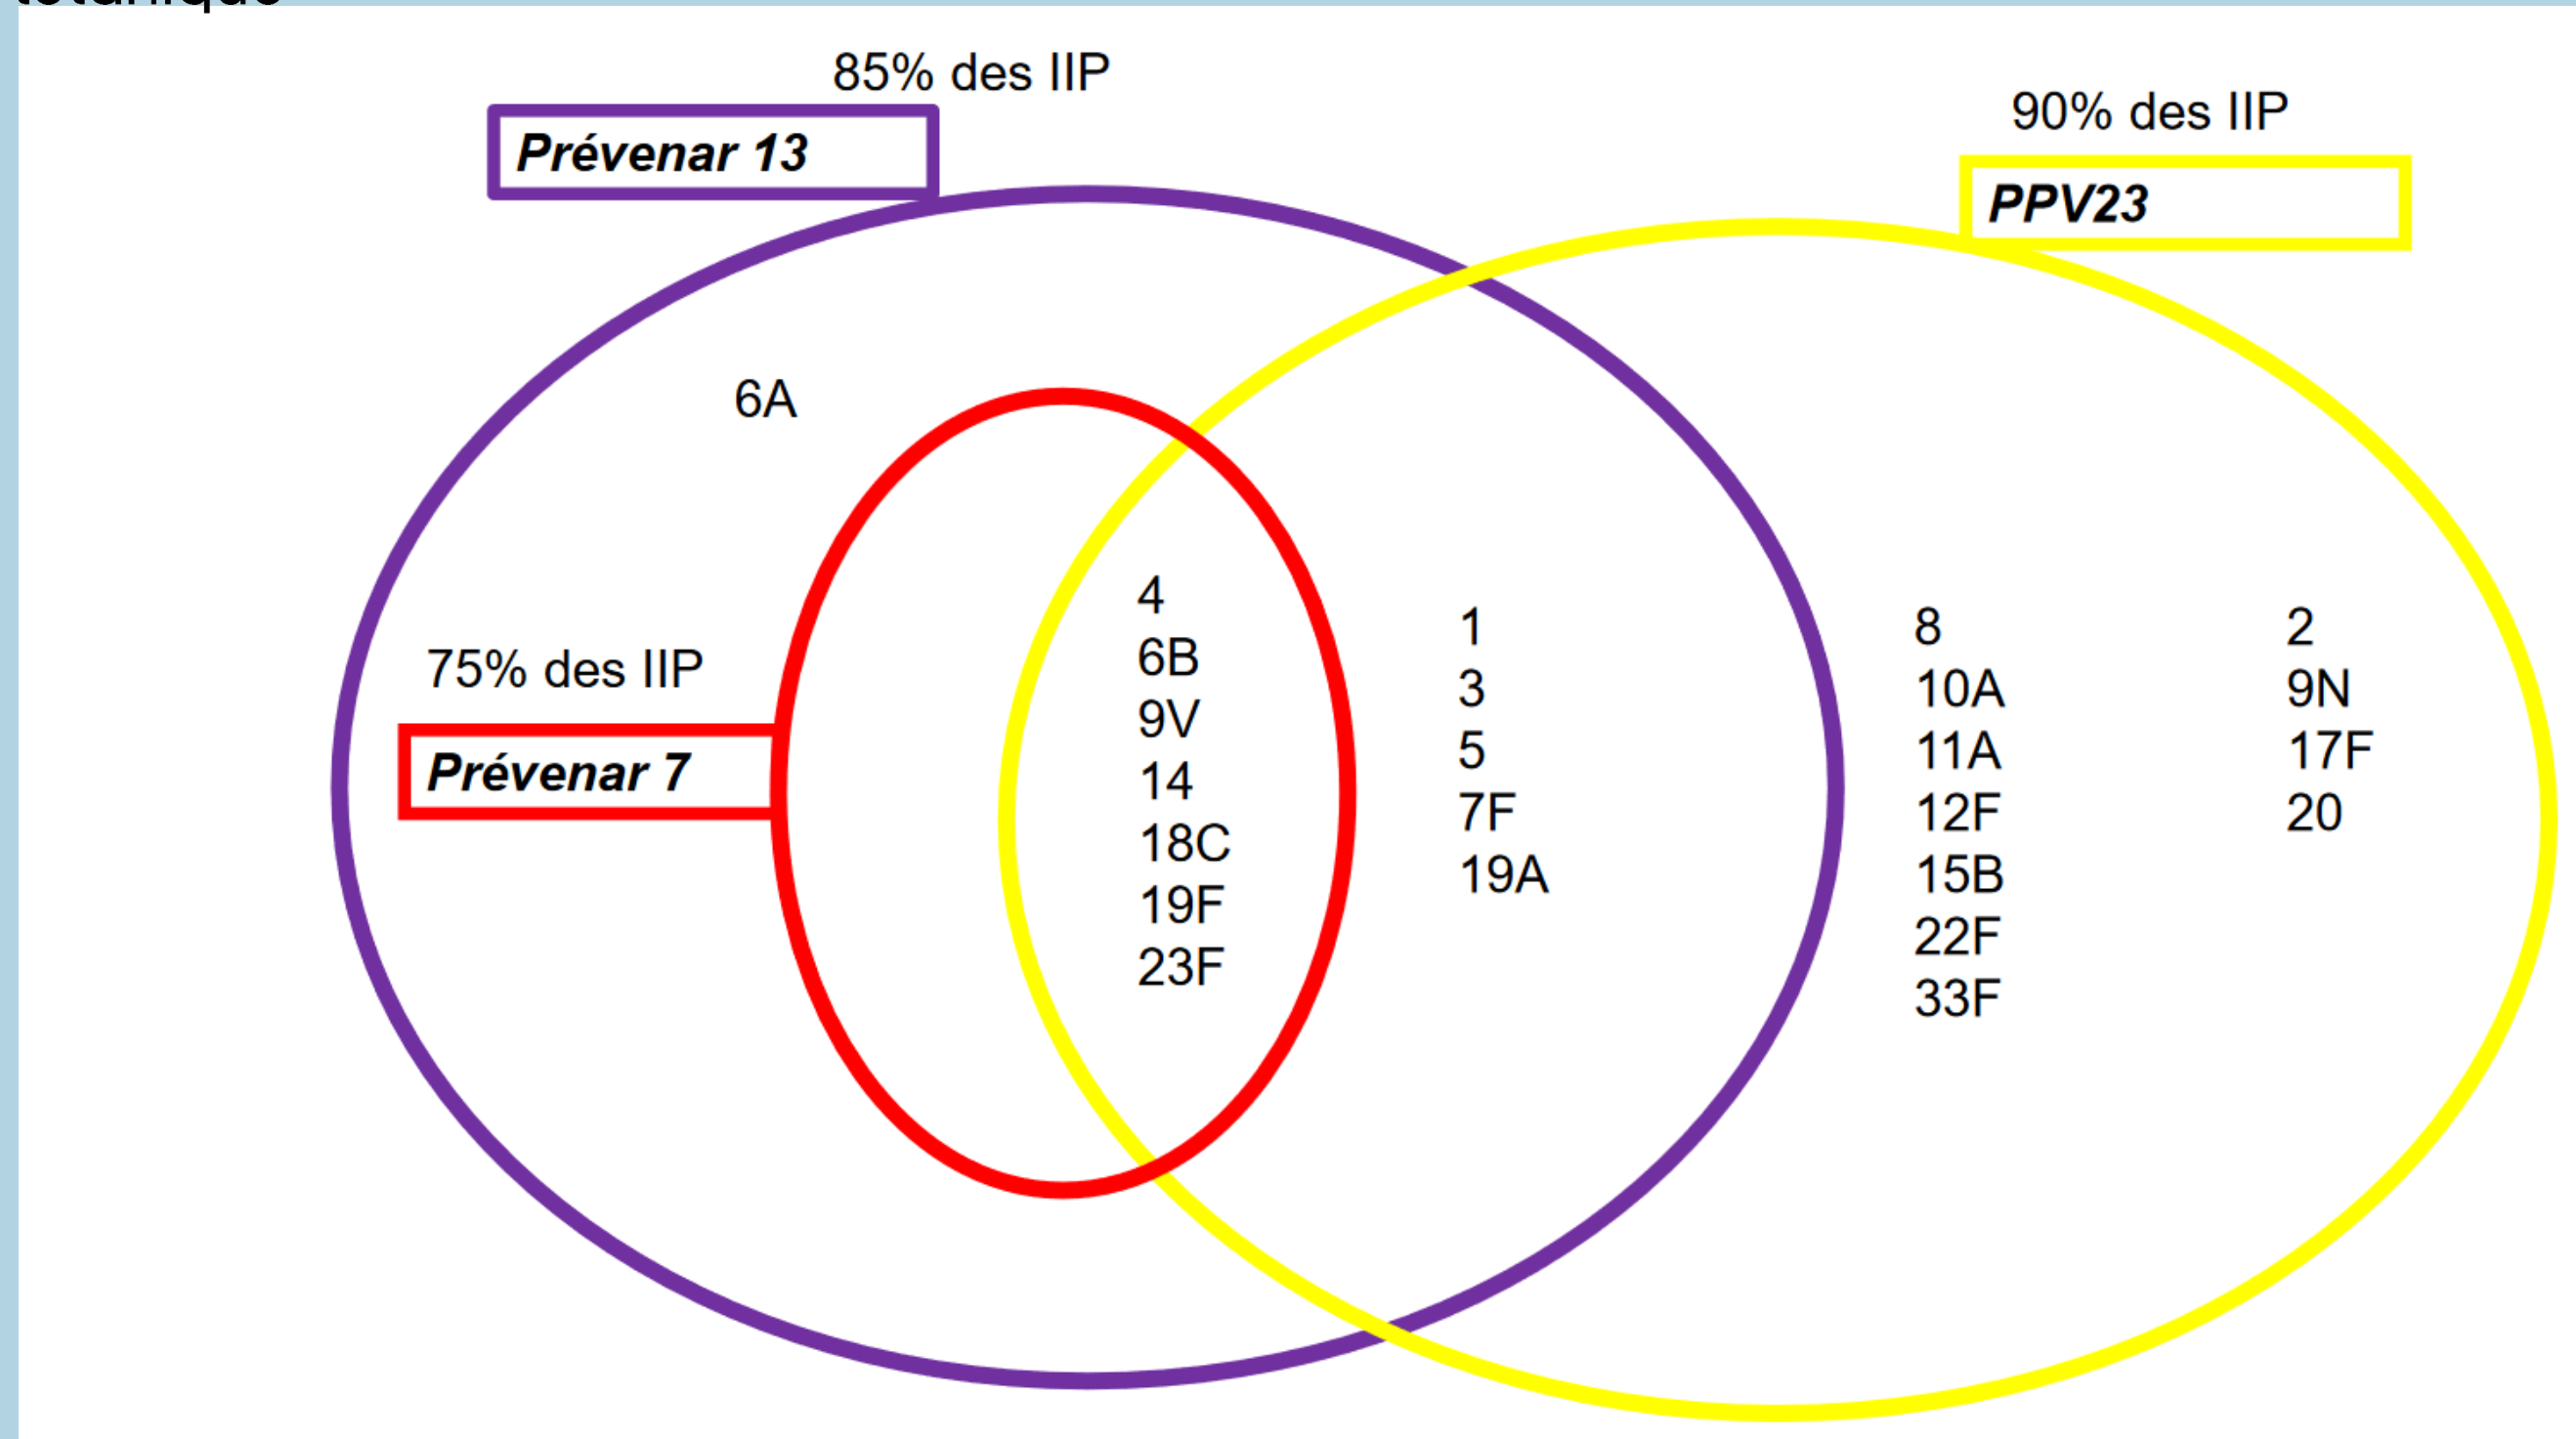 85% des IIP
Prévenar 13
90% des IIP
PPV23
6A
75% des IIP
Prévenar 7
4
6B
9V
14
18C
19F
23F
1
3
5
7F
19A
8
10A
11A
12F
15B
22F
33F
2
9N
17F
20